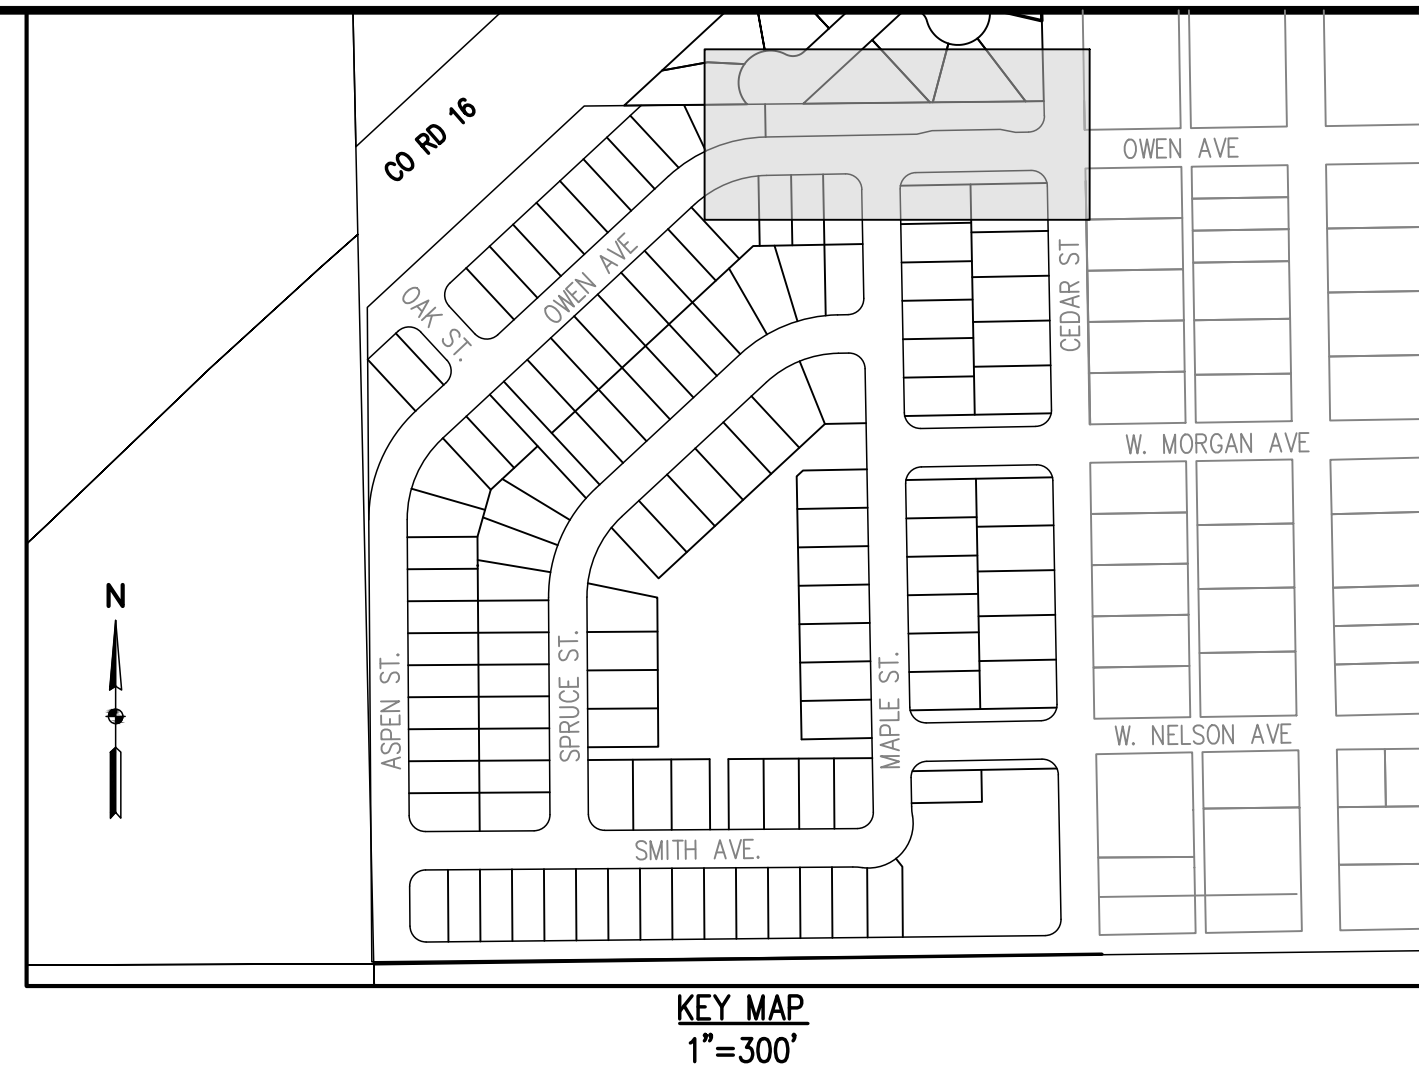 CO RD 16
OWEN AVE
OWEN AVE
CEDAR ST
OAK ST.
W. MORGAN AVE
N
ASPEN ST.
SPRUCE ST.
MAPLE ST.
W. NELSON AVE
SMITH AVE.
KEY MAP
1"=300'